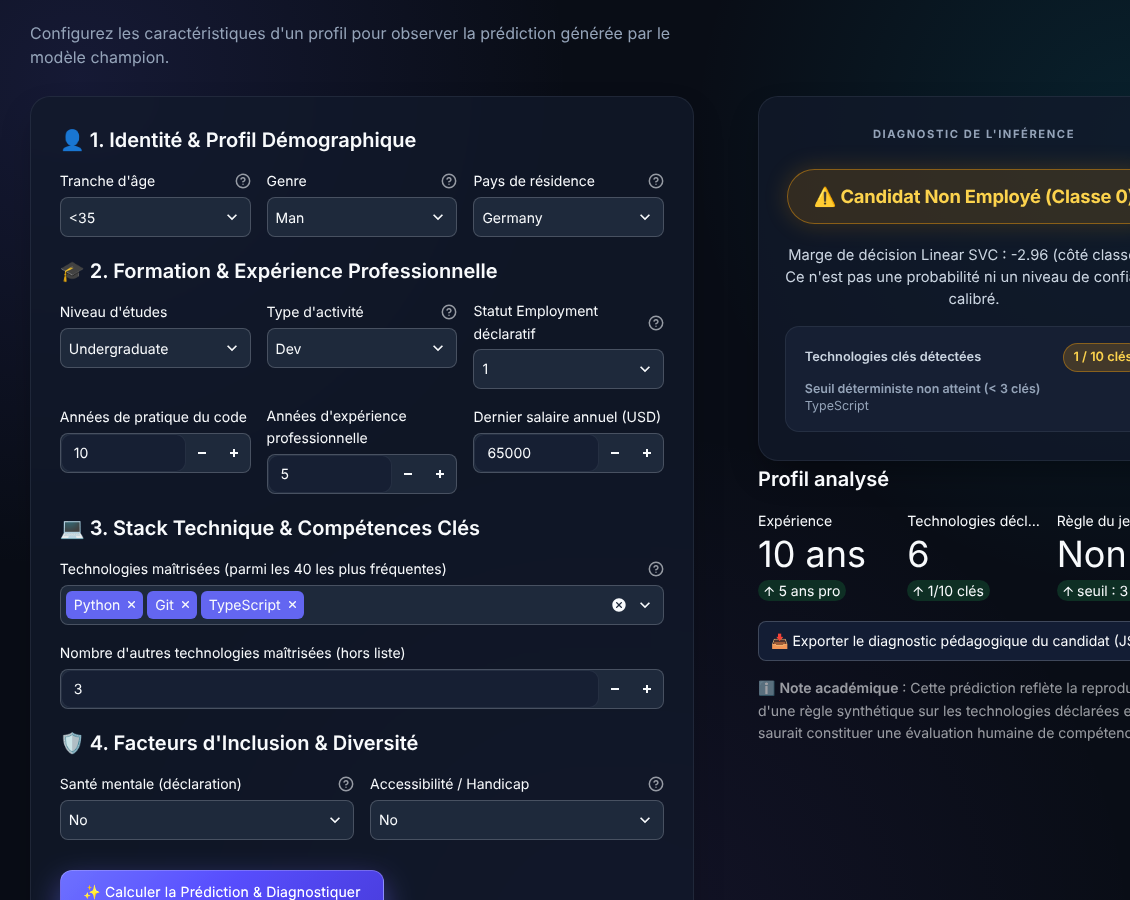 Configurez les caractéristiques d'un profil pour observer la prédiction générée par le
modèle champion.
👤 1. Identité & Profil Démographique
Tranche d'âge
Genre
Pays de résidence
<35
Man
Germany
🎓 2. Formation & Expérience Professionnelle
Niveau d'études
Type d'activité
Statut Employment
déclaratif
Undergraduate
Dev
1
Années de pratique du code
Années d'expérience
professionnelle
Dernier salaire annuel (USD)
10
5
65000
💻 3. Stack Technique & Compétences Clés
Technologies maîtrisées (parmi les 40 les plus fréquentes)
Python
Git
TypeScript
Nombre d'autres technologies maîtrisées (hors liste)
3
🛡️ 4. Facteurs d'Inclusion & Diversité
Santé mentale (déclaration)
Accessibilité / Handicap
No
No
✨ Calculer la Prédiction & Diagnostiquer
DIAGNOSTIC DE L'INFÉRENCE
⚠️ Candidat Non Employé (Classe 0)
Marge de décision Linear SVC : -2.96 (côté class
Ce n'est pas une probabilité ni un niveau de confi
calibré.
Technologies clés détectées
1 / 10 clés
Seuil déterministe non atteint (< 3 clés)
TypeScript
Profil analysé
Expérience
Technologies décl...
Règle du je
10 ans
6
Non
↑ 5 ans pro
↑ 1/10 clés
↑ seuil : 3
📥 Exporter le diagnostic pédagogique du candidat (JS
ℹ️ Note académique : Cette prédiction reflète la reprodu
d'une règle synthétique sur les technologies déclarées e
saurait constituer une évaluation humaine de compétenc